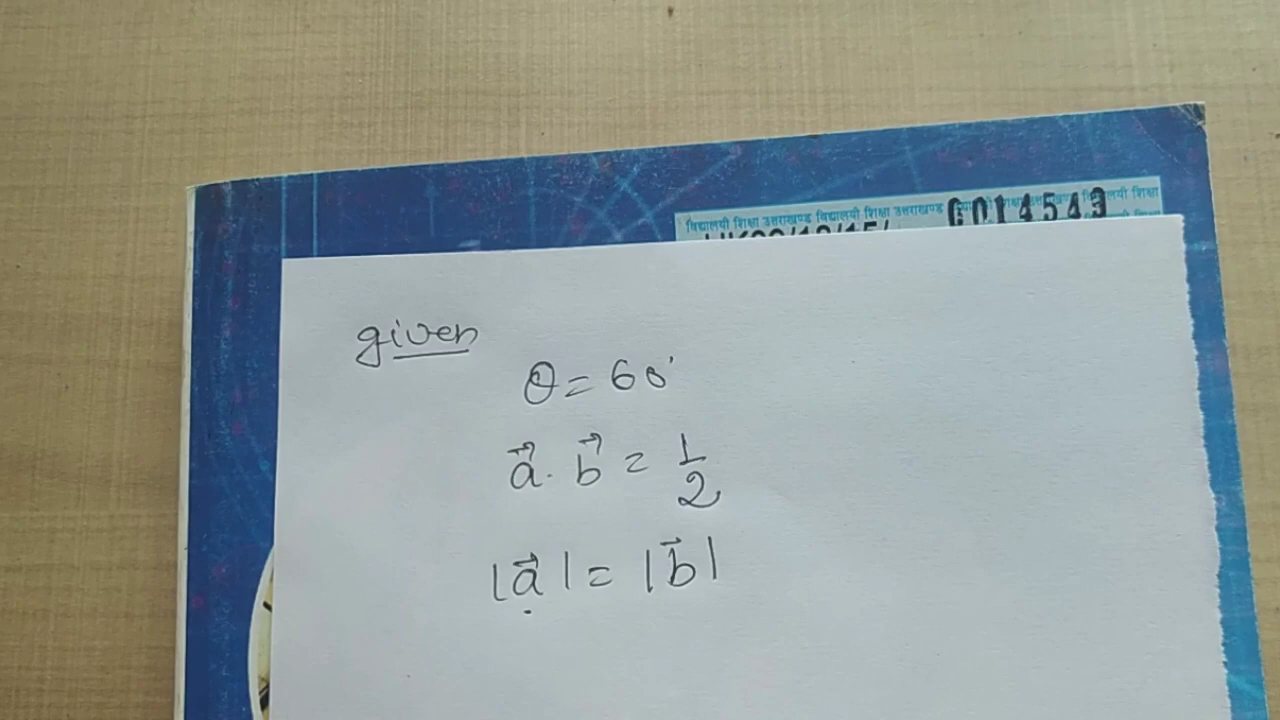 विद्यालयी शिक्षा उत्तराखण्ड विद्यालयी शिक्षा उत्तराखण्ड
G014543
given
θ = 60°
a⃗ · b⃗ = 1/2
|a⃗| = |b⃗|